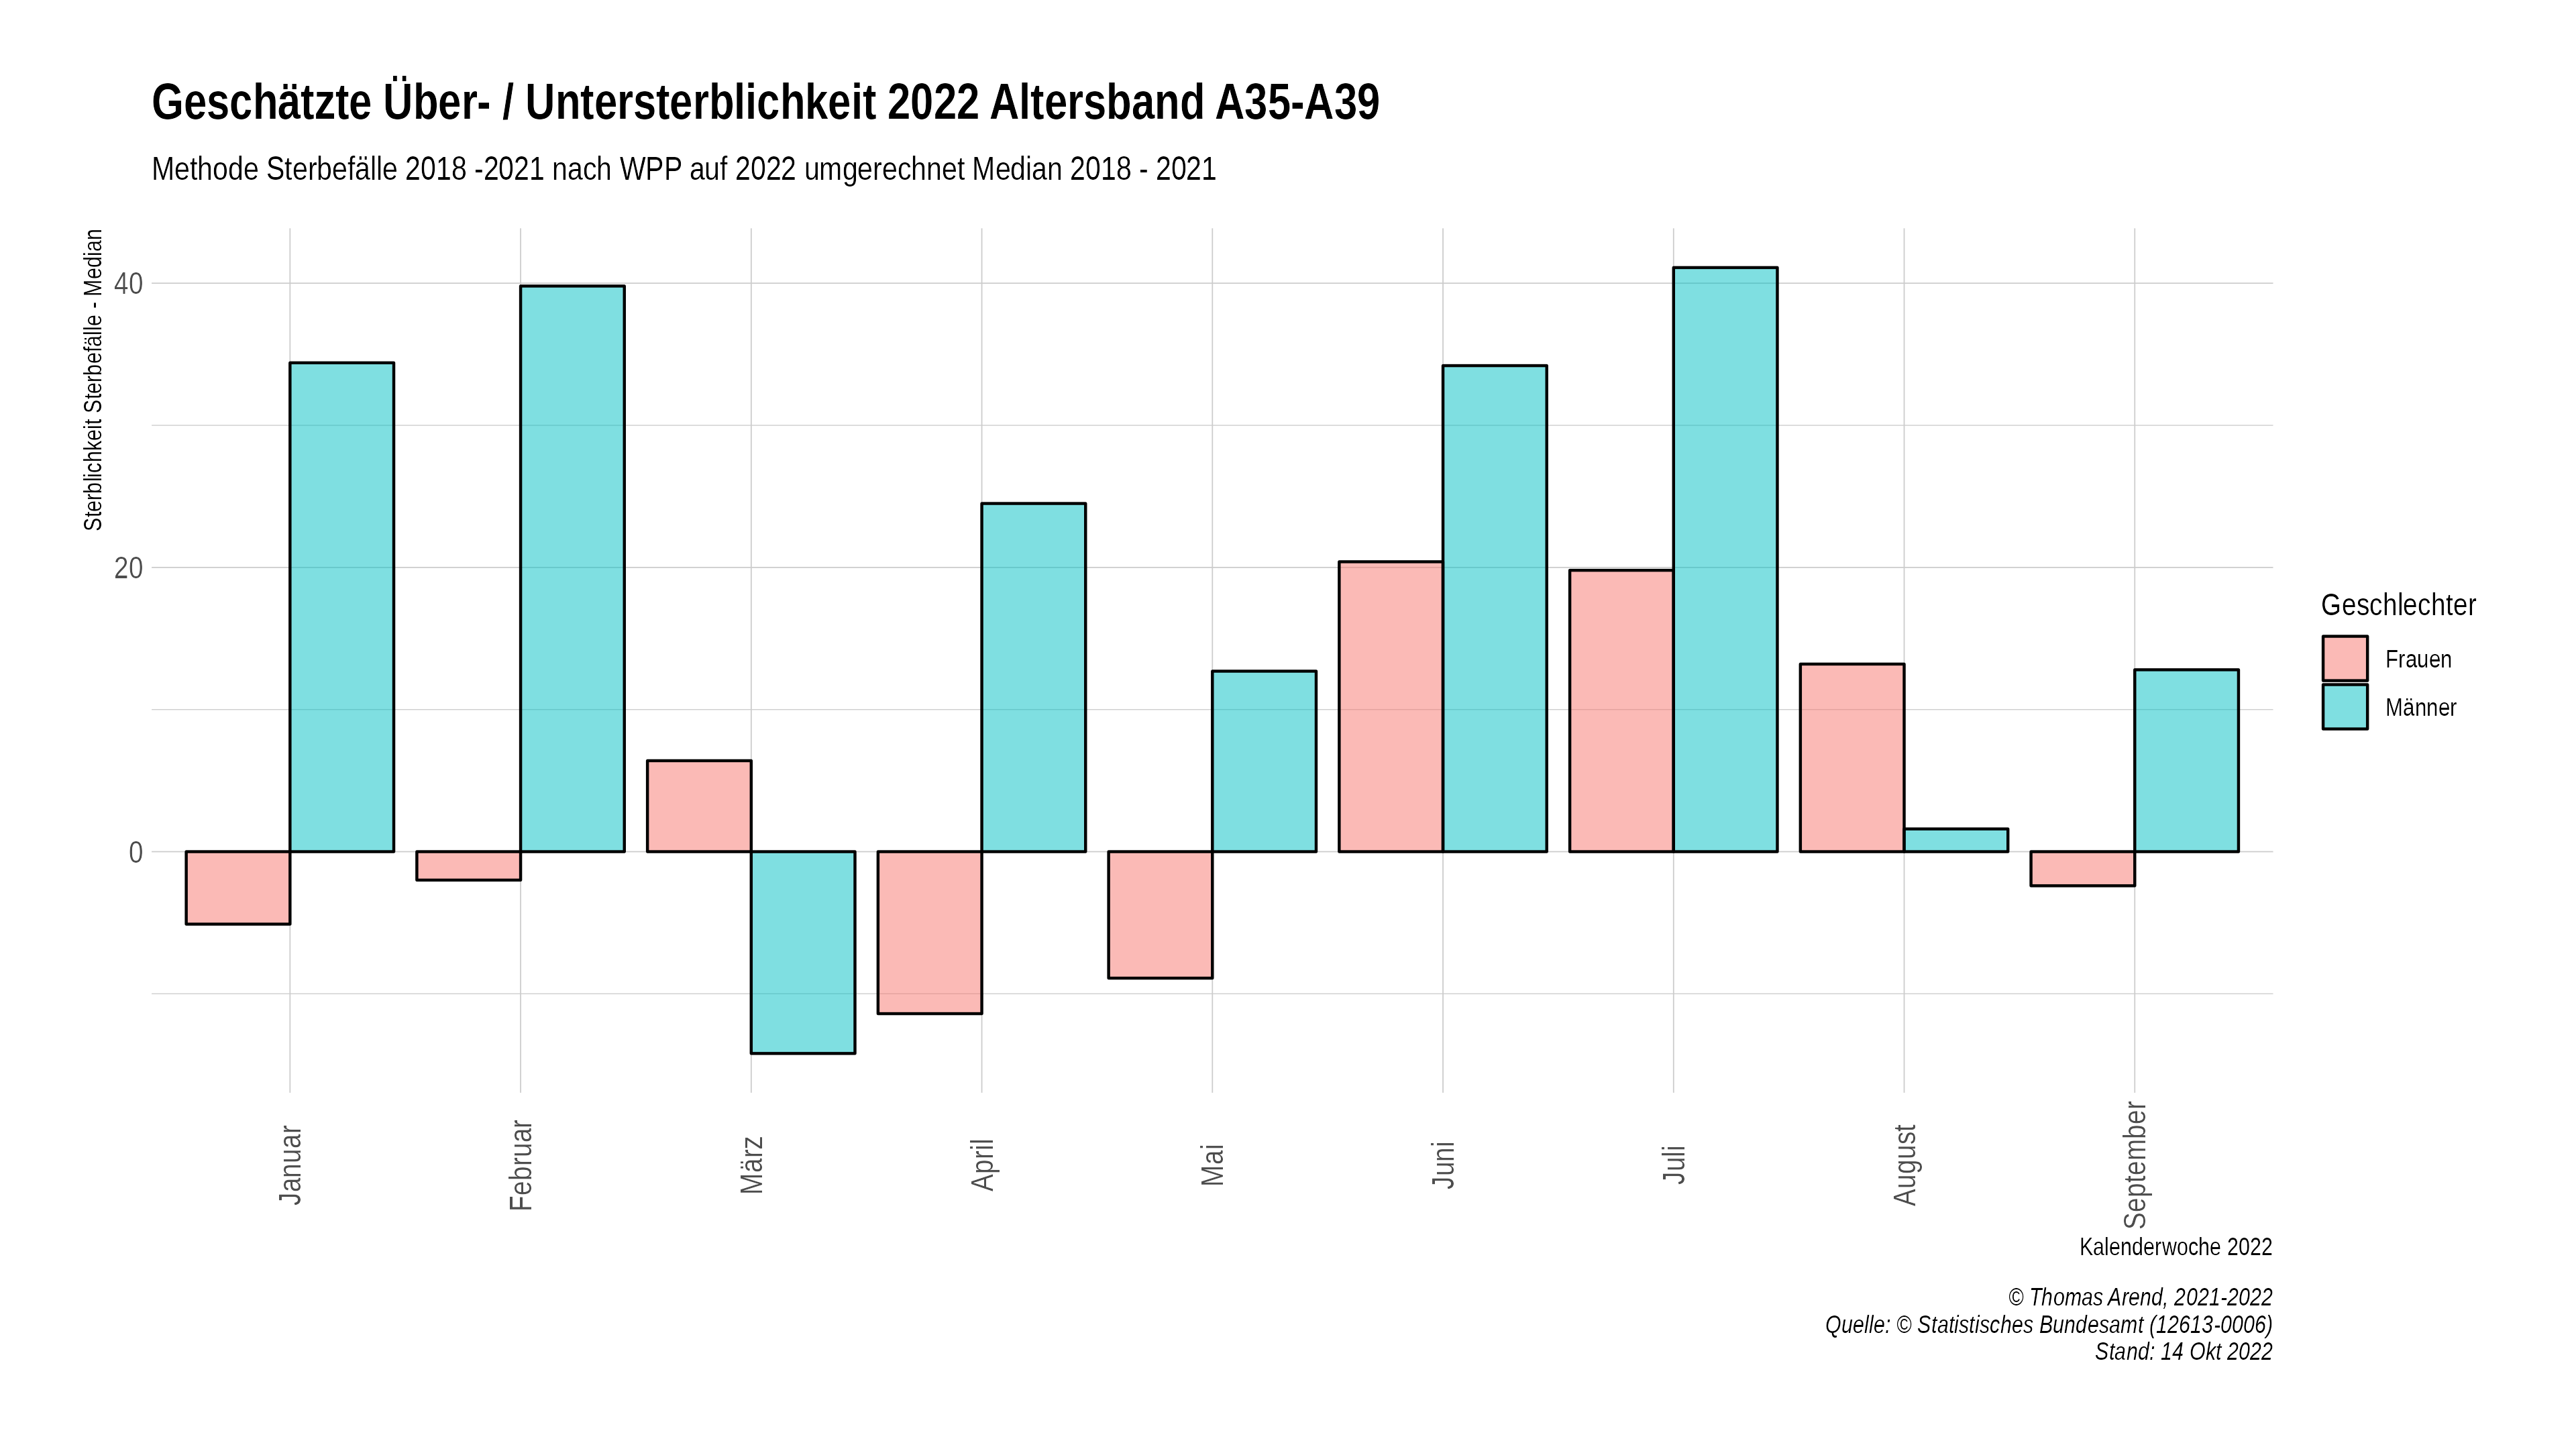 Geschätzte Über- / Untersterblichkeit 2022 Altersband A35-A39
Methode Sterbefälle 2018 -2021 nach WPP auf 2022 umgerechnet Median 2018 - 2021
Sterblichkeit Sterbefälle - Median
40
20
0
Januar
Februar
März
April
Mai
Juni
Juli
August
September
Kalenderwoche 2022
Geschlechter
Frauen
Männer
© Thomas Arend, 2021-2022
Quelle: © Statistisches Bundesamt (12613-0006)
Stand: 14 Okt 2022